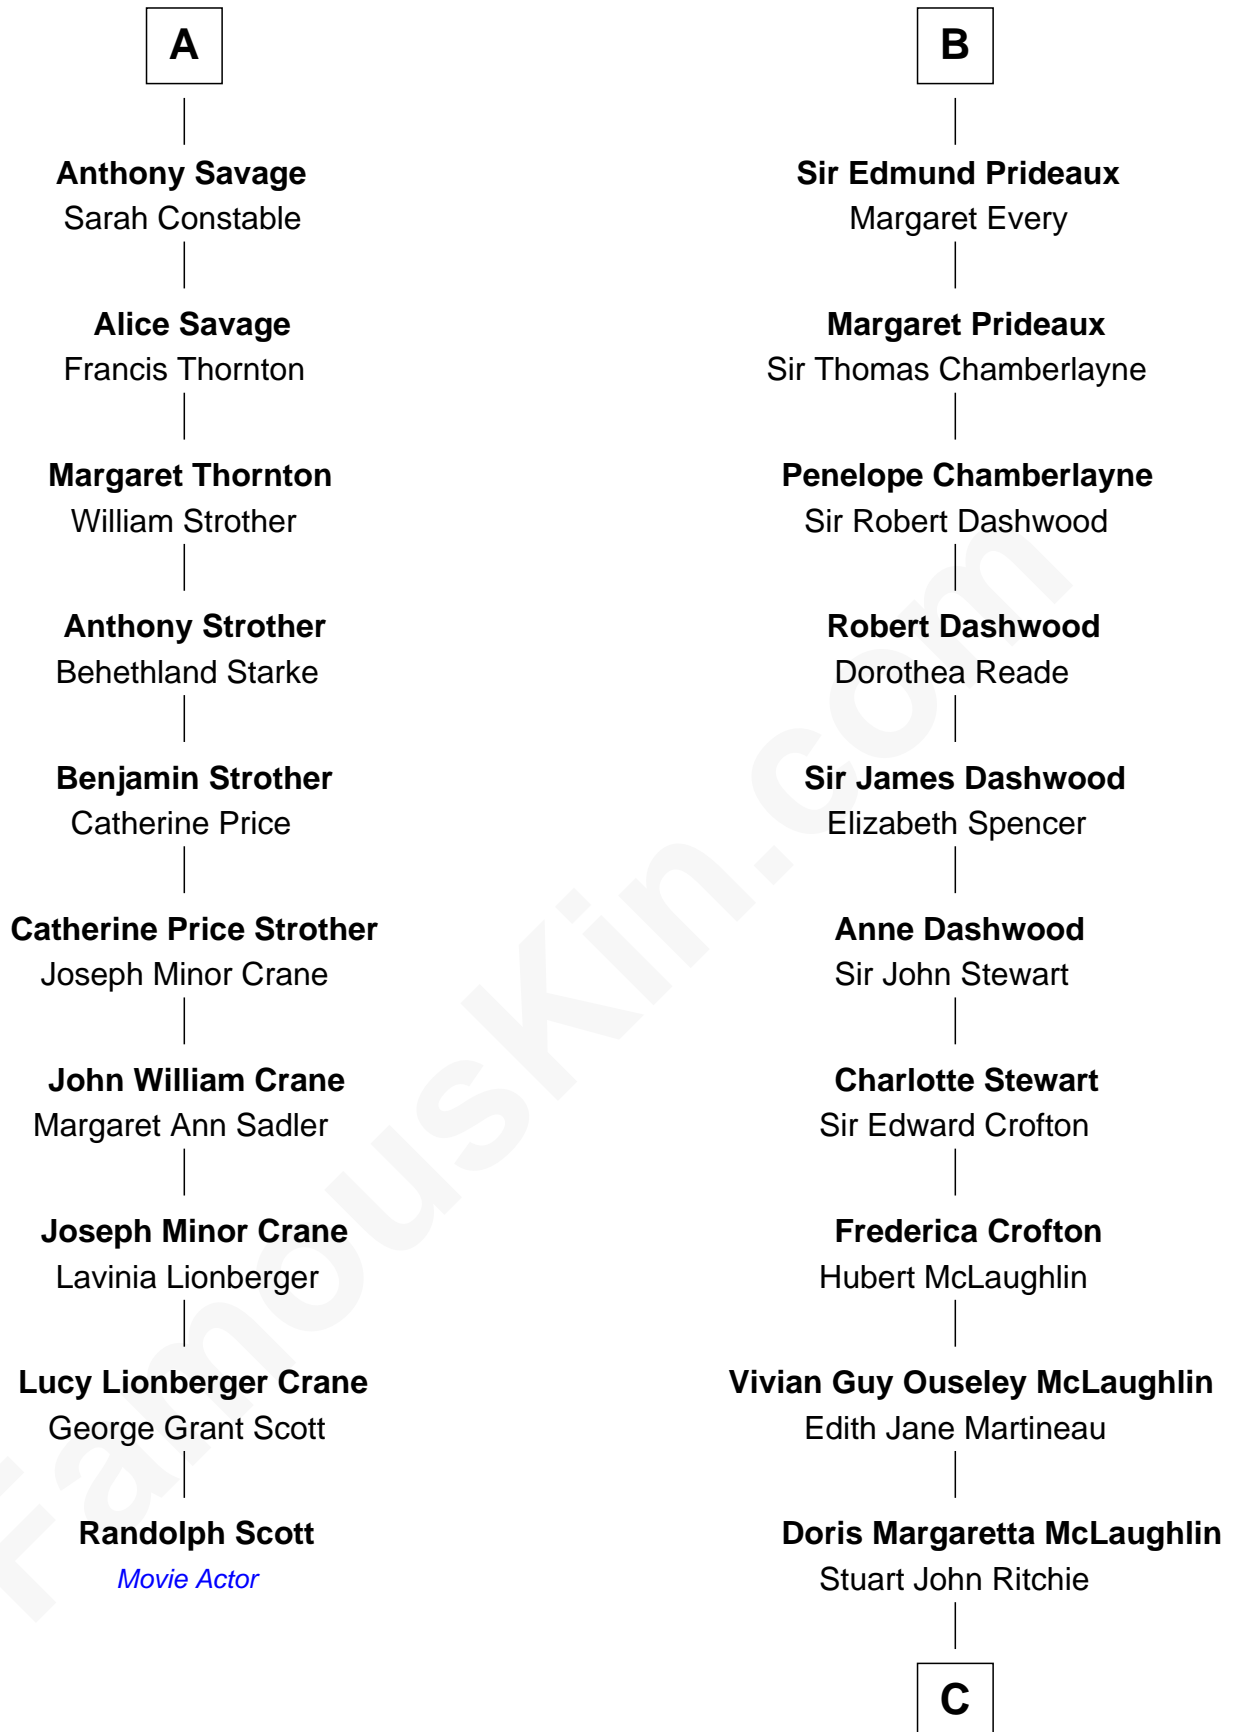 A
Anthony Savage
Sarah Constable
Alice Savage
Francis Thornton
Margaret Thornton
William Strother
Anthony Strother
Behethland Starke
Benjamin Strother
Catherine Price
Catherine Price Strother
Joseph Minor Crane
John William Crane
Margaret Ann Sadler
Joseph Minor Crane
Lavinia Lionberger
Lucy Lionberger Crane
George Grant Scott
Randolph Scott
Movie Actor
B
Sir Edmund Prideaux
Margaret Every
Margaret Prideaux
Sir Thomas Chamberlayne
Penelope Chamberlayne
Sir Robert Dashwood
Robert Dashwood
Dorothea Reade
Sir James Dashwood
Elizabeth Spencer
Anne Dashwood
Sir John Stewart
Charlotte Stewart
Sir Edward Crofton
Frederica Crofton
Hubert McLaughlin
Vivian Guy Ouseley McLaughlin
Edith Jane Martineau
Doris Margaretta McLaughlin
Stuart John Ritchie
C
FamousKin.com